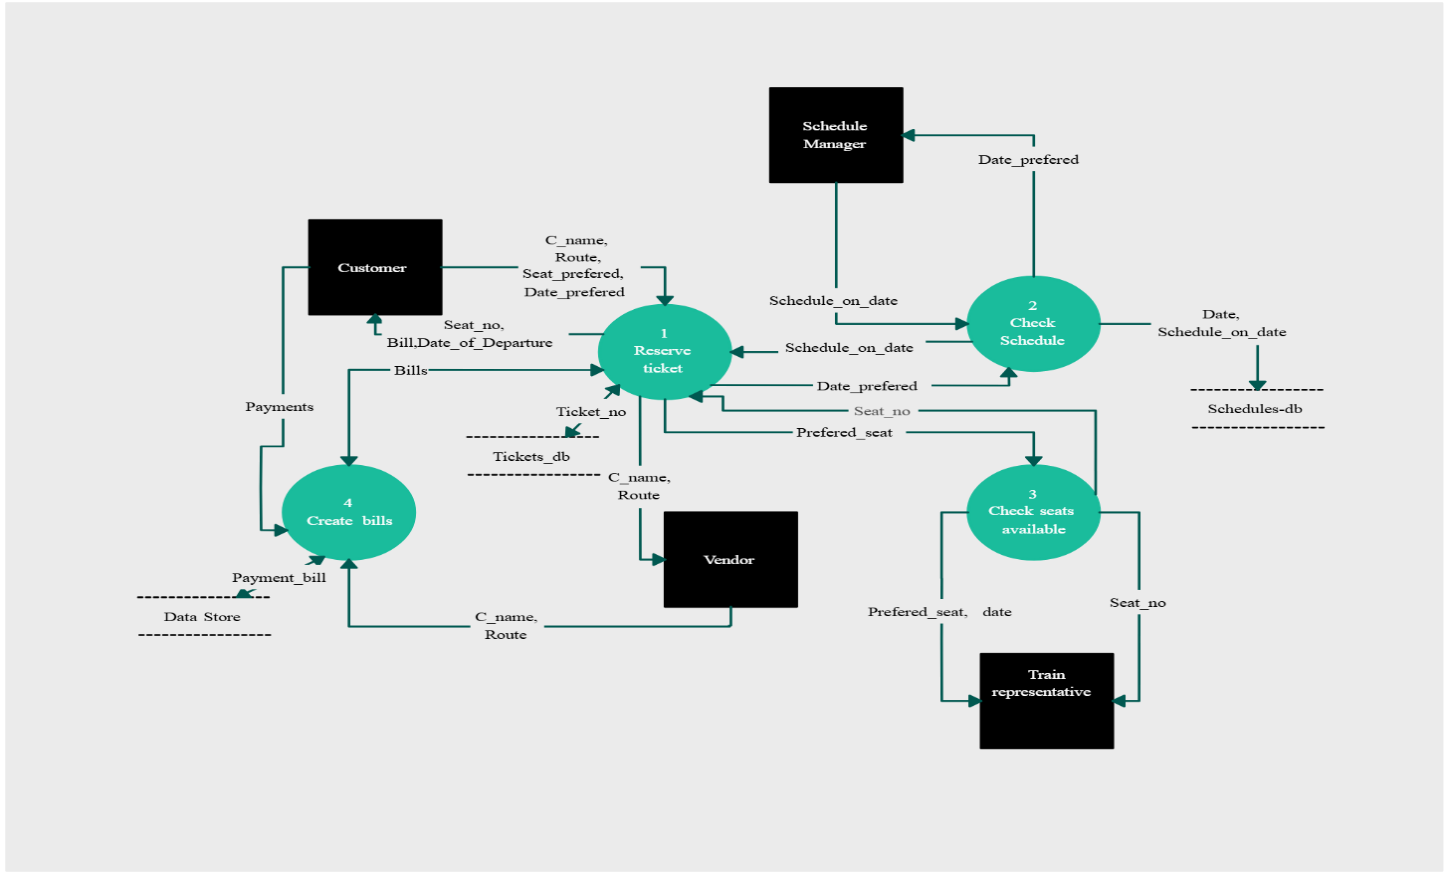 Schedule
Manager
Date_prefered
Customer
C_name,
Route,
Seat_prefered,
Date_prefered
Schedule_on_date
2
Check
Schedule
Date,
Schedule_on_date
Seat_no,
Bill,Date_of_Departure
1
Reserve
ticket
Schedule_on_date
Bills
Date_prefered
Payments
Ticket_no
Seat_no
Schedules-db
Prefered_seat
Tickets_db
C_name,
Route
4
Create bills
3
Check seats
available
Vendor
Payment_bill
Data Store
C_name,
Route
Prefered_seat, date
Seat_no
Train
representative